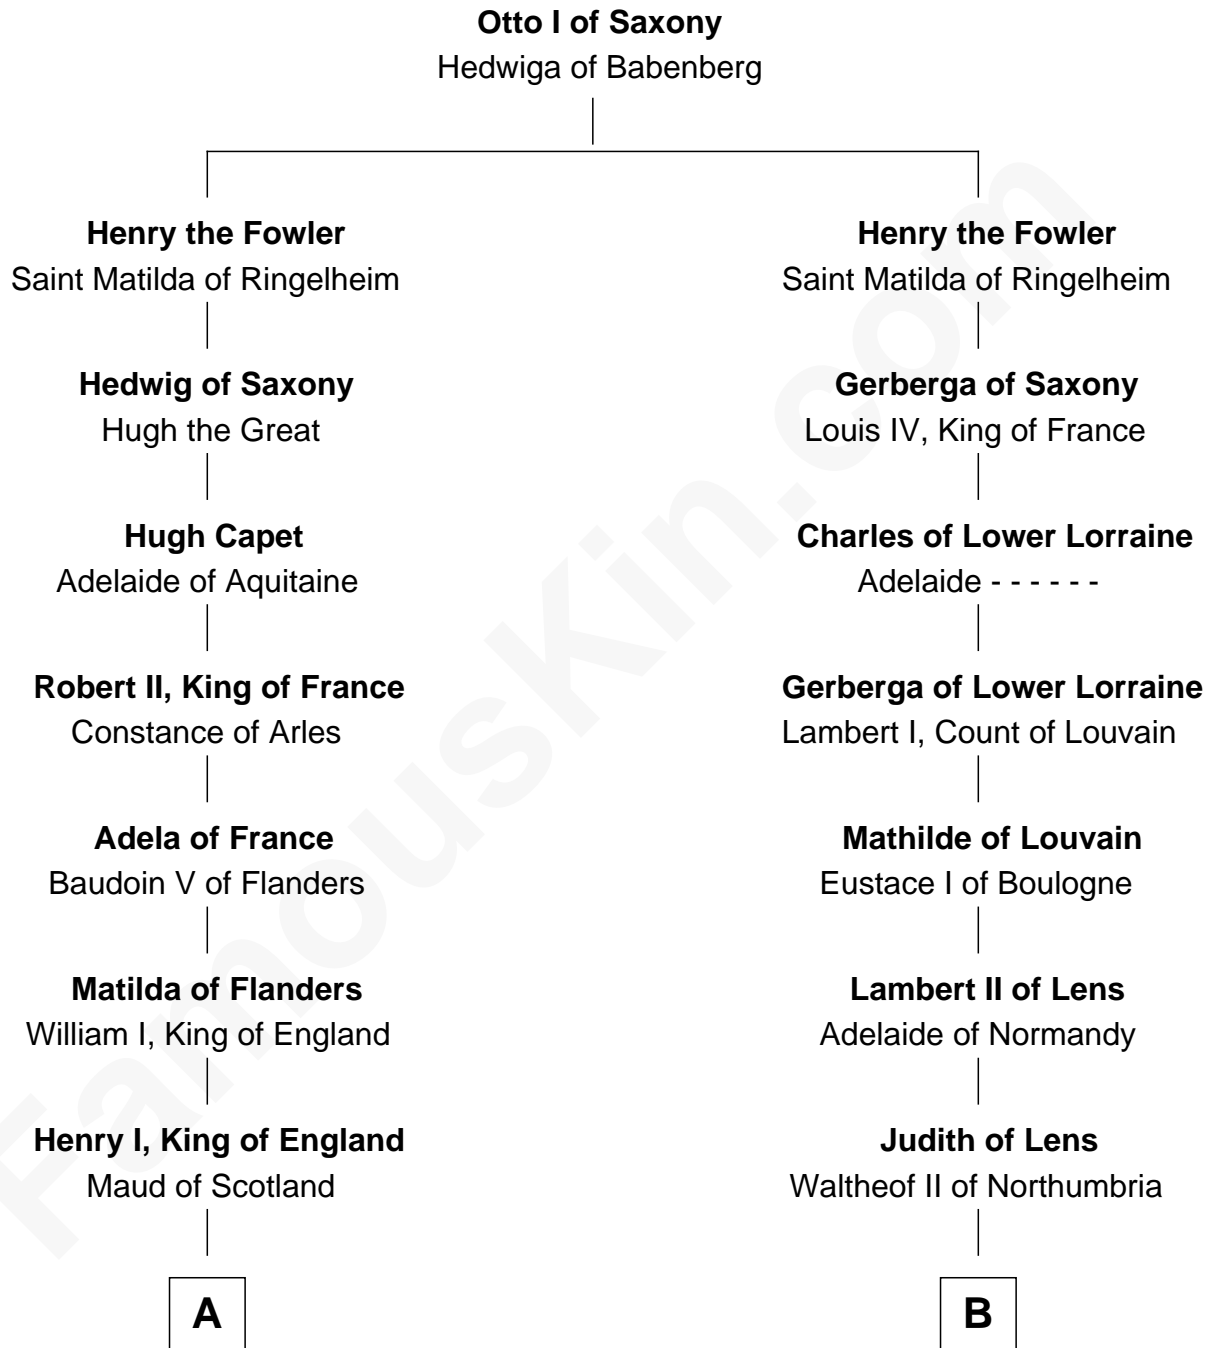 Otto I of Saxony
Hedwiga of Babenberg
Henry the Fowler
Saint Matilda of Ringelheim
Henry the Fowler
Saint Matilda of Ringelheim
Hedwig of Saxony
Hugh the Great
Gerberga of Saxony
Louis IV, King of France
Hugh Capet
Adelaide of Aquitaine
Charles of Lower Lorraine
Adelaide - - - - - -
Robert II, King of France
Constance of Arles
Gerberga of Lower Lorraine
Lambert I, Count of Louvain
Adela of France
Baudoin V of Flanders
Mathilde of Louvain
Eustace I of Boulogne
Matilda of Flanders
William I, King of England
Lambert II of Lens
Adelaide of Normandy
Henry I, King of England
Maud of Scotland
Judith of Lens
Waltheof II of Northumbria
A
B
FamousKin.com